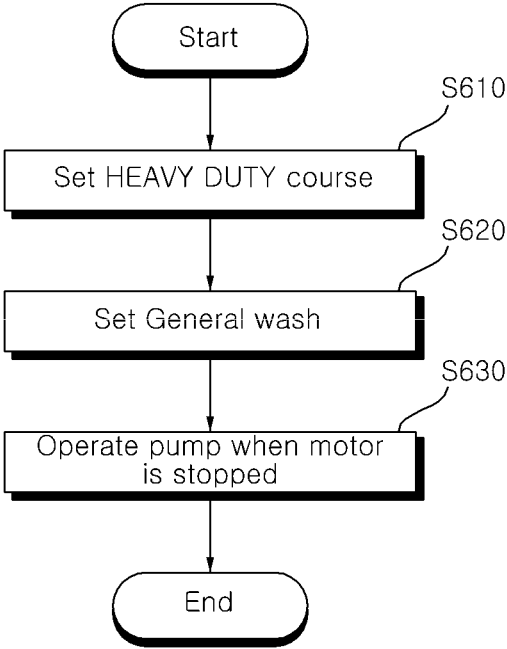 Start
S610
Set HEAVY DUTY course
S620
Set General wash
S630
Operate pump when motor
is stopped
End